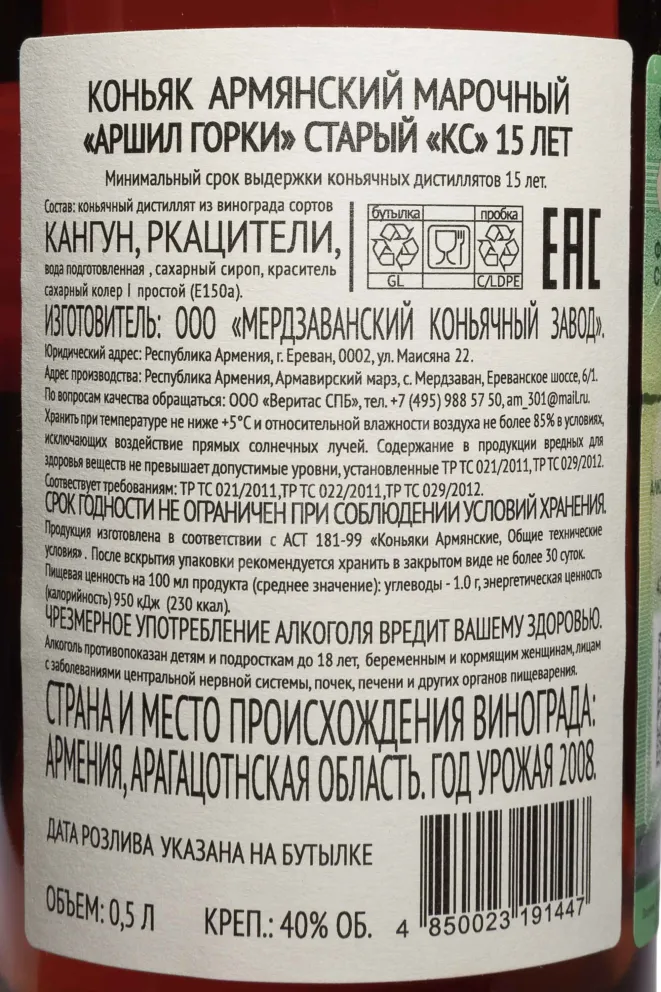 КОНЬЯК АРМЯНСКИЙ МАРОЧНЫЙ
«АРШИЛ ГОРКИ» СТАРЫЙ «КС» 15 ЛЕТ
Минимальный срок выдержки коньячных дистиллятов 15 лет.
Состав: коньячный дистиллят из винограда сортов
КАНГУН, РКАЦИТЕЛИ,
вода подготовленная , сахарный сироп, краситель
сахарный колер I простой (Е150а).
бутылка пробка
GL C/LDPE
EAC
ИЗГОТОВИТЕЛЬ: ООО «МЕРДЗАВАНСКИЙ КОНЬЯЧНЫЙ ЗАВОД».
Юридический адрес: Республика Армения, г. Ереван, 0002, ул. Маисяна 22.
Адрес производства: Республика Армения, Армавирский марз, с. Мердзаван, Ереванское шоссе, 6/1.
По вопросам качества обращаться: ООО «Веритас СПБ», тел. +7 (495) 988 57 50, am_301@mail.ru.
Хранить при температуре не ниже +5°С и относительной влажности воздуха не более 85% в условиях,
исключающих воздействие прямых солнечных лучей. Содержание в продукции вредных для
здоровья веществ не превышает допустимые уровни, установленные ТР ТС 021/2011, ТР ТС 029/2012.
Соотвествует требованиям: ТР ТС 021/2011,ТР ТС 022/2011,ТР ТС 029/2012.
СРОК ГОДНОСТИ НЕ ОГРАНИЧЕН ПРИ СОБЛЮДЕНИИ УСЛОВИЙ ХРАНЕНИЯ.
Продукция изготовлена в соответствии с АСТ 181-99 «Коньяки Армянские, Общие технические
условия» . После вскрытия упаковки рекомендуется хранить в закрытом виде не более 30 суток.
Пищевая ценность на 100 мл продукта (среднее значение): углеводы - 1.0 г, энергетическая ценность
(калорийность) 950 кДж (230 ккал).
ЧРЕЗМЕРНОЕ УПОТРЕБЛЕНИЕ АЛКОГОЛЯ ВРЕДИТ ВАШЕМУ ЗДОРОВЬЮ.
Алкоголь противопоказан детям и подросткам до 18 лет, беременным и кормящим женщинам, лицам
с заболеваниями центральной нервной системы, почек, печени и других органов пищеварения.
СТРАНА И МЕСТО ПРОИСХОЖДЕНИЯ ВИНОГРАДА:
АРМЕНИЯ, АРАГАЦОТНСКАЯ ОБЛАСТЬ. ГОД УРОЖАЯ 2008.
ДАТА РОЗЛИВА УКАЗАНА НА БУТЫЛКЕ
ОБЪЕМ: 0,5 Л КРЕП.: 40% ОБ.
4 850023 191447